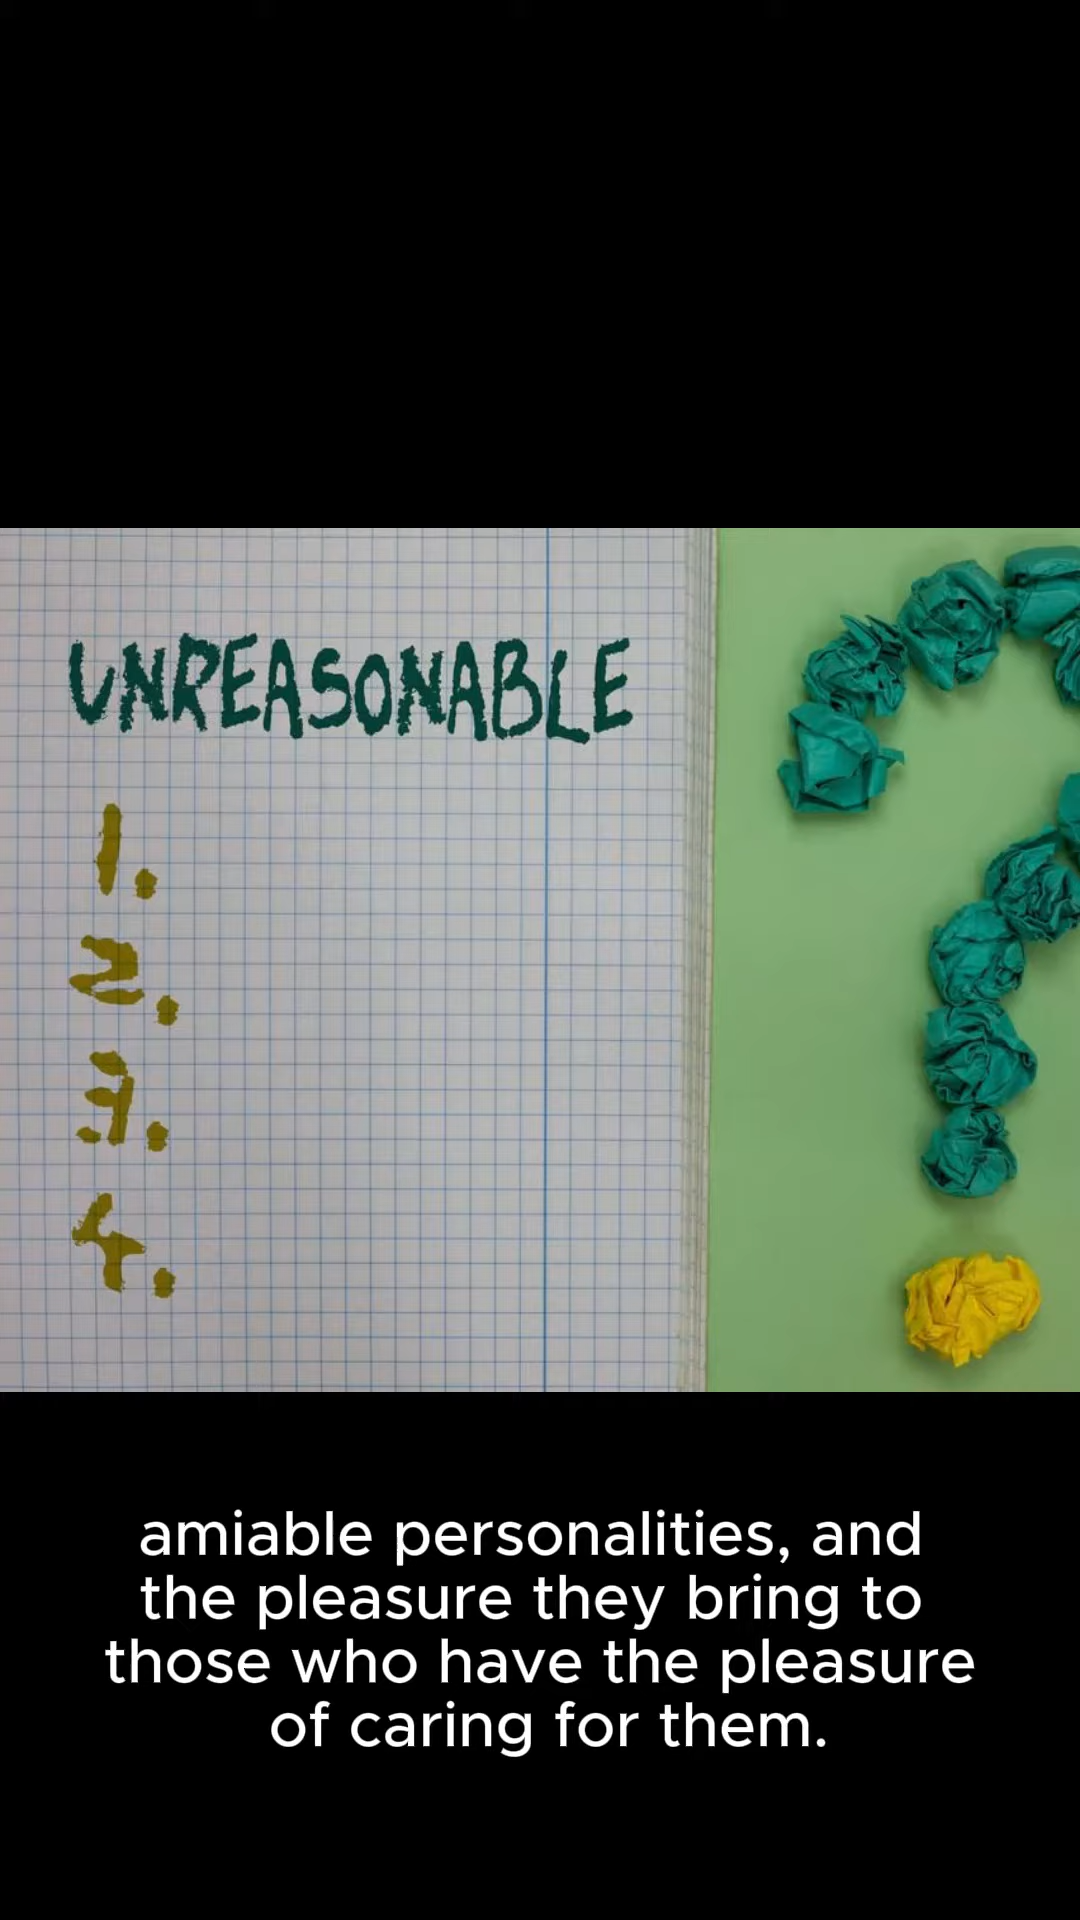 UNREASONABLE
1.
2.
3.
4.
amiable personalities, and
the pleasure they bring to
those who have the pleasure
of caring for them.